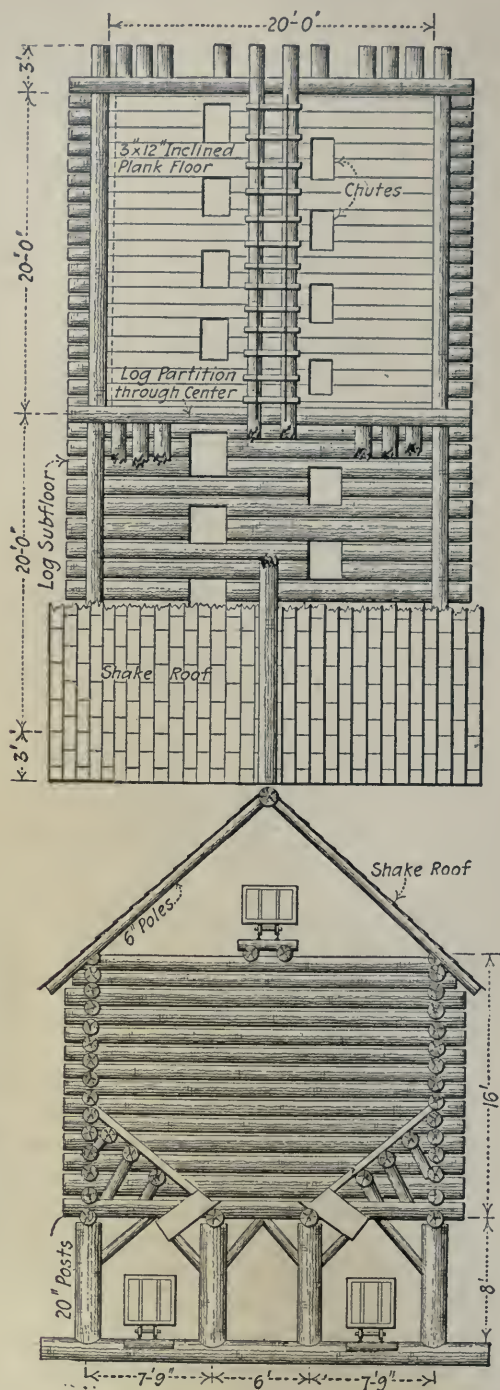 20'-0"
3'
3"x12" Inclined
Plank Floor
Chutes
20'-0"
Log Partition
through Center
Log Subfloor
20'-0"
Shake Roof
3'
Shake Roof
6" Poles
16'
20" Posts
8'
7'-9" 6' 7'-9"